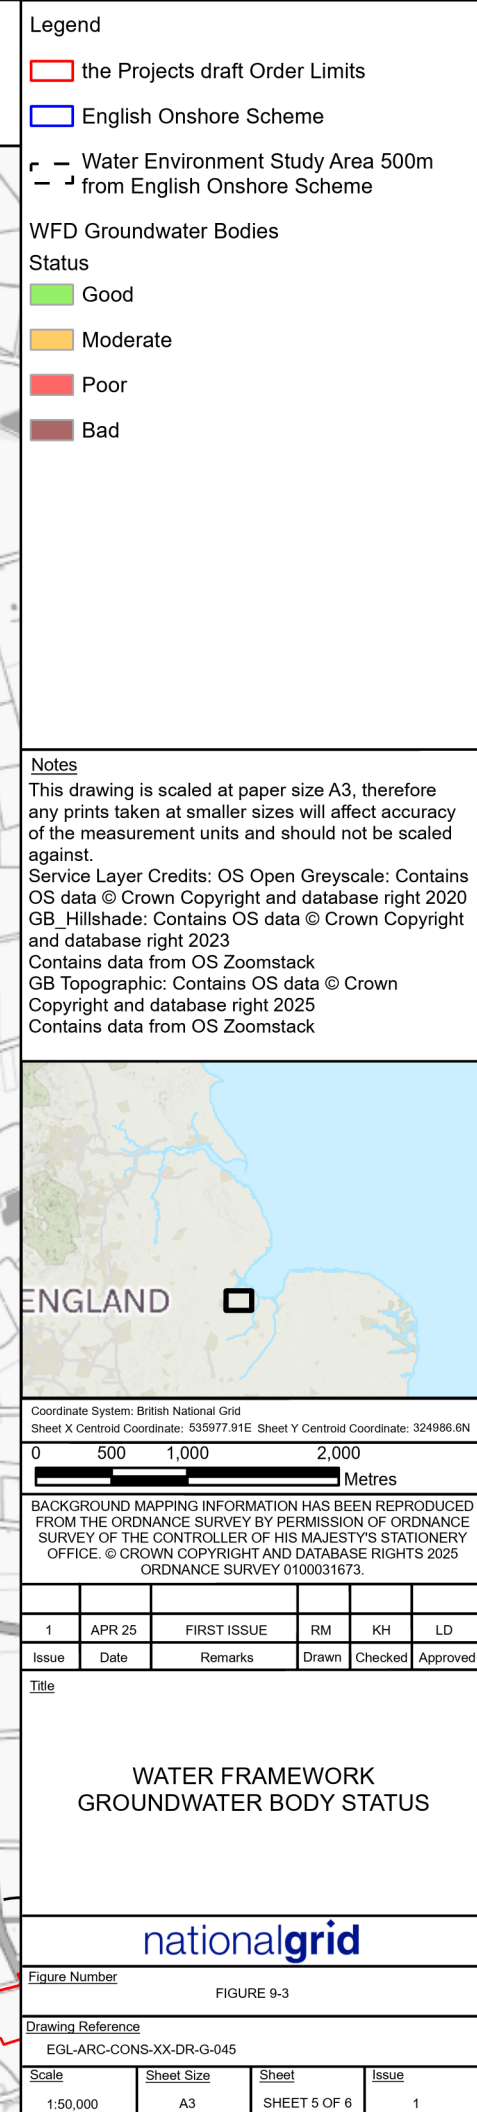 Legend
the Projects draft Order Limits
English Onshore Scheme
Water Environment Study Area 500m
from English Onshore Scheme
WFD Groundwater Bodies
Status
Good
Moderate
Poor
Bad
Notes
This drawing is scaled at paper size A3, therefore
any prints taken at smaller sizes will affect accuracy
of the measurement units and should not be scaled
against.
Service Layer Credits: OS Open Greyscale: Contains
OS data © Crown Copyright and database right 2020
GB_Hillshade: Contains OS data © Crown Copyright
and database right 2023
Contains data from OS Zoomstack
GB Topographic: Contains OS data © Crown
Copyright and database right 2025
Contains data from OS Zoomstack
ENGLAND
Coordinate System: British National Grid
Sheet X Centroid Coordinate: 535977.91E Sheet Y Centroid Coordinate: 324986.6N
0 500 1,000 2,000
Metres
BACKGROUND MAPPING INFORMATION HAS BEEN REPRODUCED
FROM THE ORDNANCE SURVEY BY PERMISSION OF ORDNANCE
SURVEY OF THE CONTROLLER OF HIS MAJESTY'S STATIONERY
OFFICE. © CROWN COPYRIGHT AND DATABASE RIGHTS 2025
ORDNANCE SURVEY 0100031673.
1 APR 25 FIRST ISSUE RM KH LD
Issue Date Remarks Drawn Checked Approved
Title
WATER FRAMEWORK
GROUNDWATER BODY STATUS
nationalgrid
Figure Number
FIGURE 9-3
Drawing Reference
EGL-ARC-CONS-XX-DR-G-045
Scale Sheet Size Sheet Issue
1:50,000 A3 SHEET 5 OF 6 1